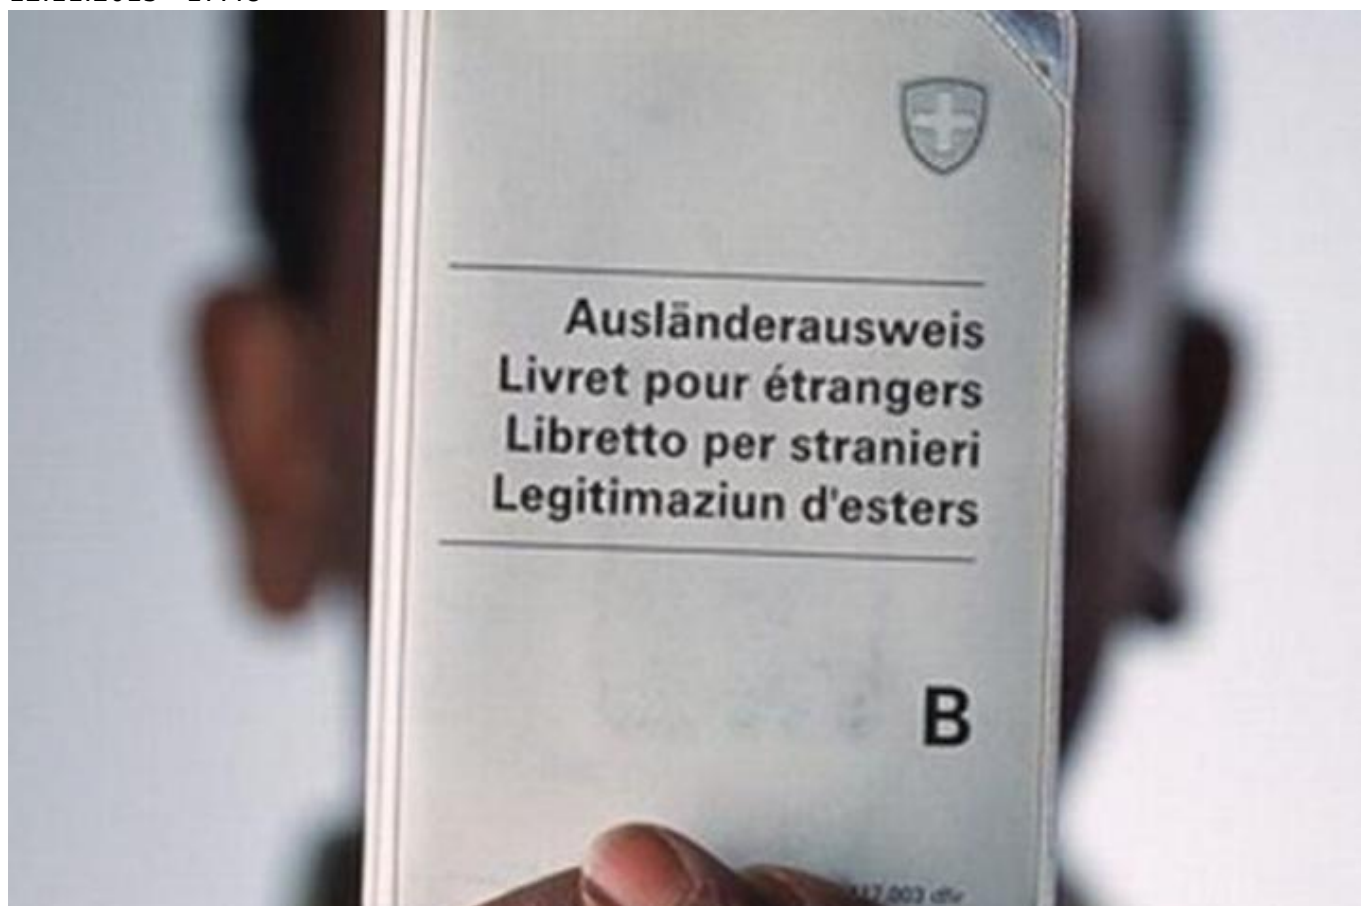 Ausländerausweis
Livret pour étrangers
Libretto per stranieri
Legitimaziun d'esters
B